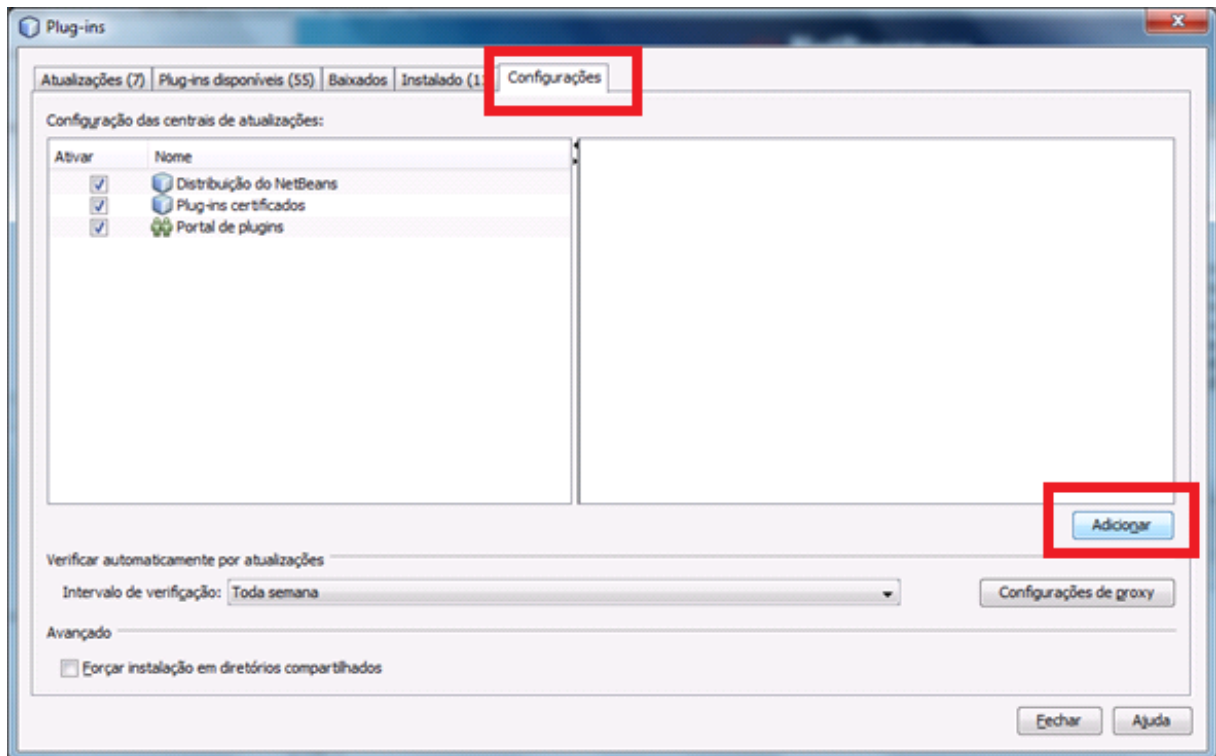 Plug-ins
Atualizações (7) Plug-ins disponíveis (55) Baixados Instalado (1 Configurações
Configuração das centrais de atualizações:
Ativar Nome
Distribuição do NetBeans
Plug-ins certificados
Portal de plugins
Adicionar
Verificar automaticamente por atualizações
Intervalo de verificação: Toda semana Configurações de proxy
Avançado
Forçar instalação em diretórios compartilhados
Fechar Ajuda